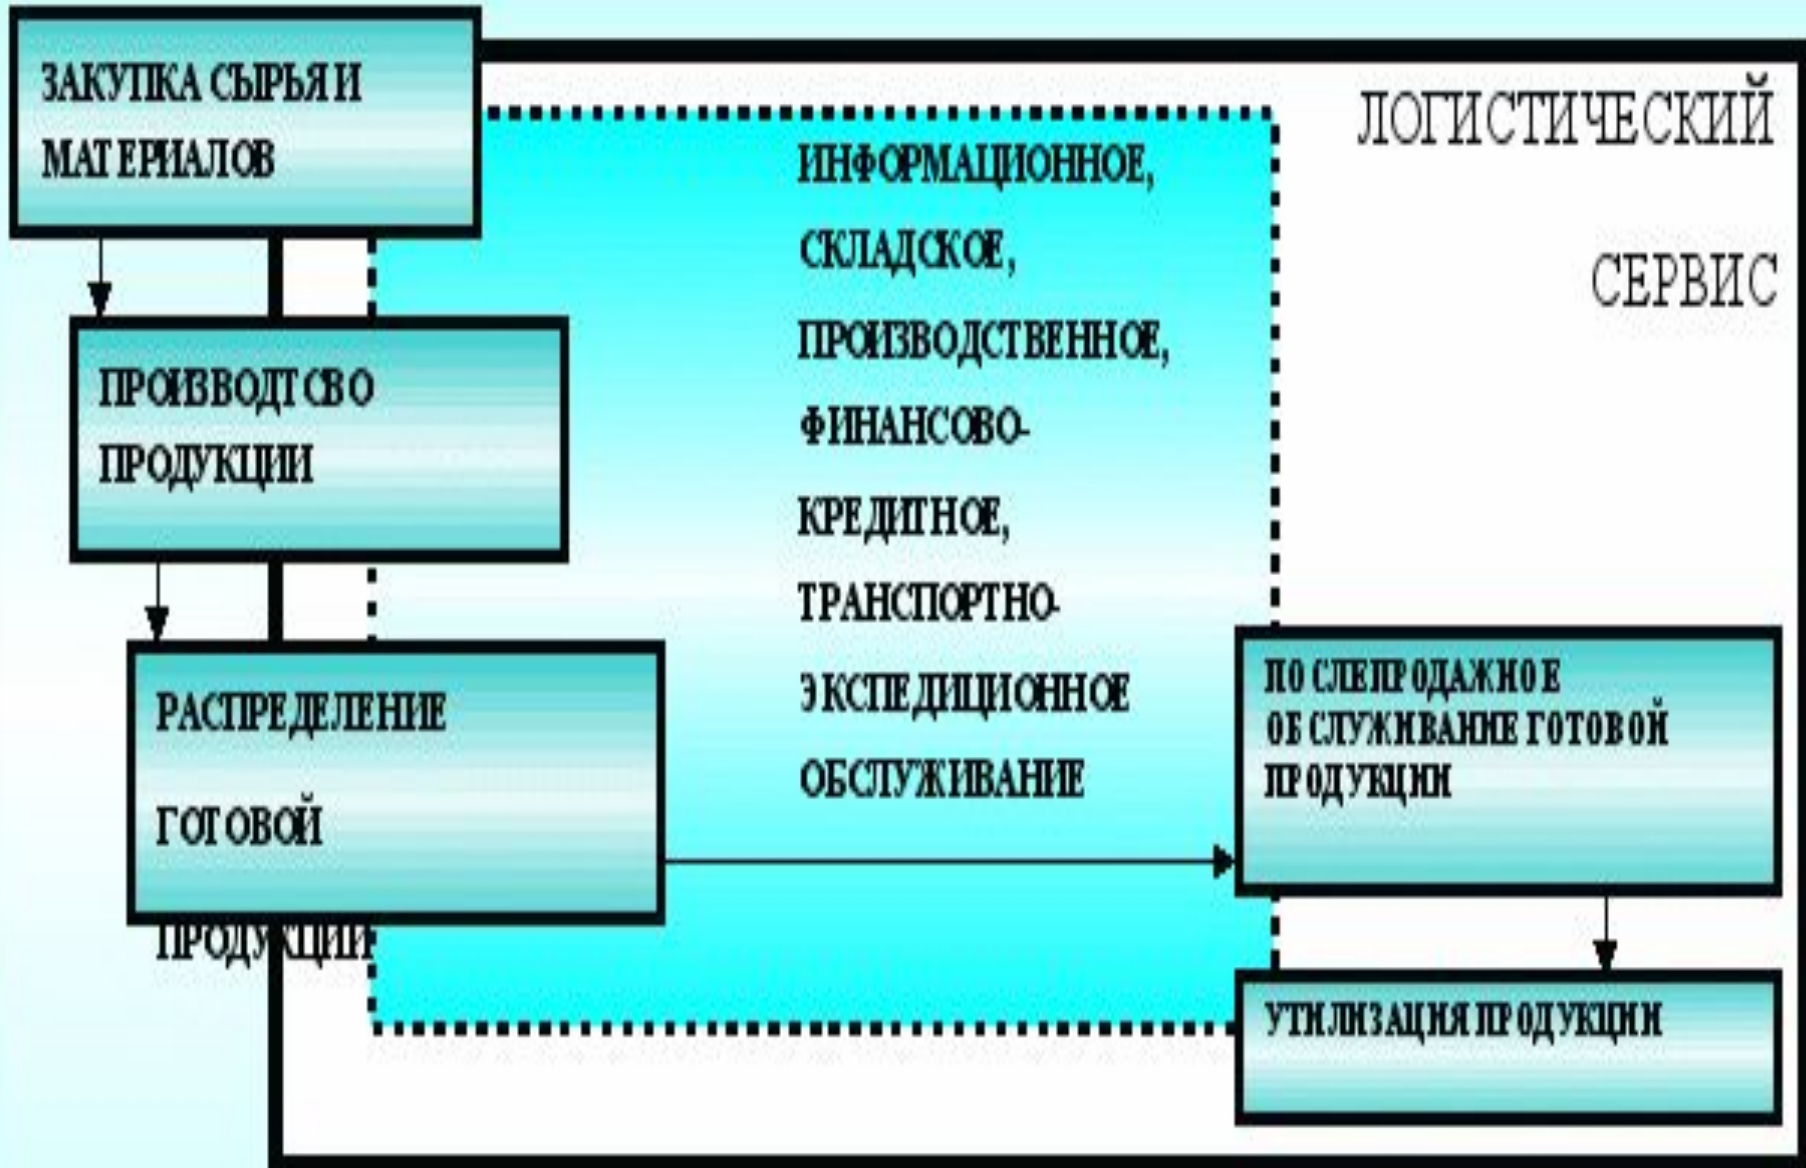 ЗАКУПКА СЫРЬЯ И
МАТЕРИАЛОВ
ЛОГИСТИЧЕСКИЙ
СЕРВИС
ИНФОРМАЦИОННОЕ,
СКЛАДСКОЕ,
ПРОИЗВОДСТВЕННОЕ,
ФИНАНСОВО-
КРЕДИТНОЕ,
ТРАНСПОРТНО-
ЭКСПЕДИЦИОННОЕ
ОБСЛУЖИВАНИЕ
ПРОИЗВОДТСВО
ПРОДУКЦИИ
РАСПРЕДЕЛЕНИЕ
ГОТОВОЙ
ПРОДУКЦИИ
ПОСЛЕПРОДАЖНОЕ
ОБСЛУЖИВАНИЕ ГОТОВОЙ
ПРОДУКЦИИ
УТИЛИЗАЦИЯ ПРОДУКЦИИ